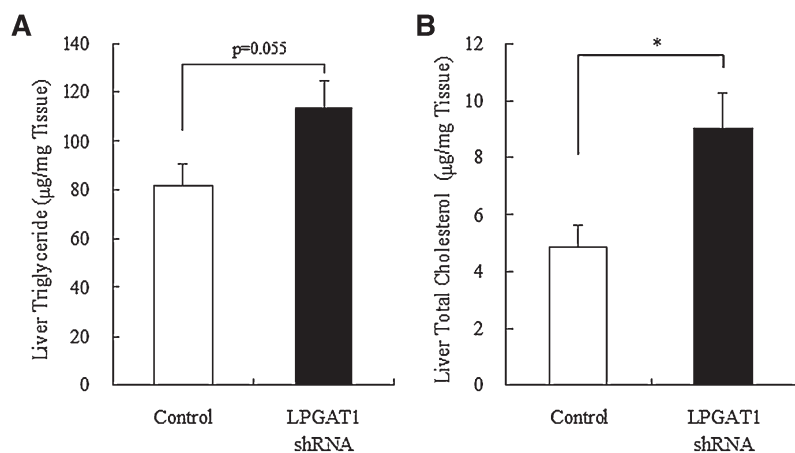 A
Liver Triglyceride (μg/mg Tissue)
140
120
100
80
60
40
20
0
p=0.055
Control
LPGAT1
shRNA
B
Liver Total Cholesterol (μg/mg Tissue)
12
10
8
6
4
2
0
*
Control
LPGAT1
shRNA